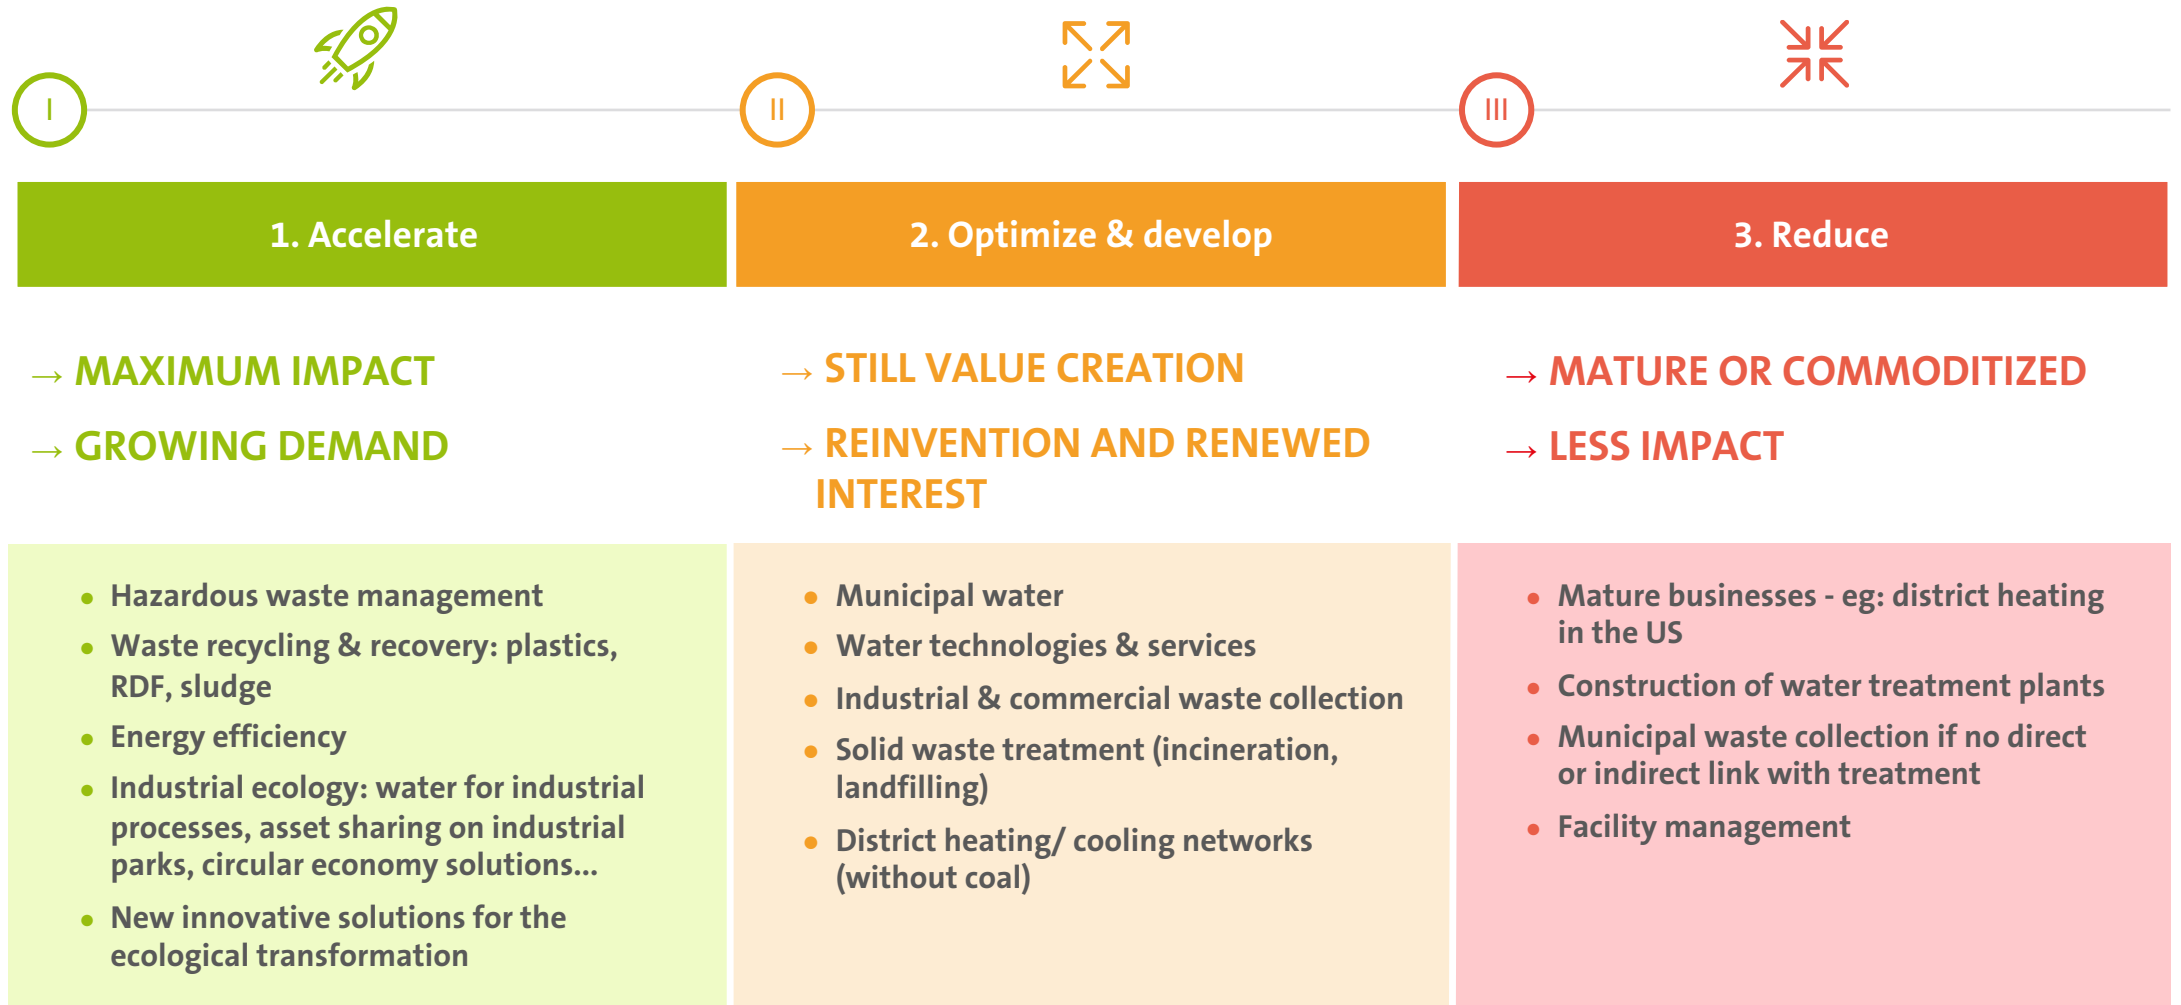 I
II
III
1. Accelerate
2. Optimize & develop
3. Reduce
→ MAXIMUM IMPACT
→ GROWING DEMAND
→ STILL VALUE CREATION
→ REINVENTION AND RENEWED
INTEREST
→ MATURE OR COMMODITIZED
→ LESS IMPACT
• Hazardous waste management
• Waste recycling & recovery: plastics,
RDF, sludge
• Energy efficiency
• Industrial ecology: water for industrial
processes, asset sharing on industrial
parks, circular economy solutions...
• New innovative solutions for the
ecological transformation
• Municipal water
• Water technologies & services
• Industrial & commercial waste collection
• Solid waste treatment (incineration,
landfilling)
• District heating/ cooling networks
(without coal)
• Mature businesses - eg: district heating
in the US
• Construction of water treatment plants
• Municipal waste collection if no direct
or indirect link with treatment
• Facility management